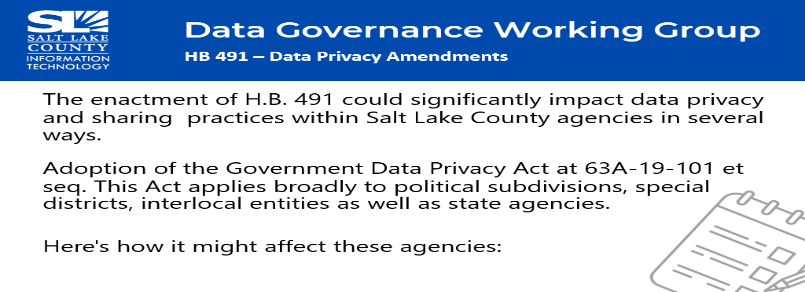 SL
SALT LAKE
COUNTY
INFORMATION
TECHNOLOGY
Data Governance Working Group
HB 491 – Data Privacy Amendments
The enactment of H.B. 491 could significantly impact data privacy
and sharing  practices within Salt Lake County agencies in several
ways.
Adoption of the Government Data Privacy Act at 63A-19-101 et
seq. This Act applies broadly to political subdivisions, special
districts, interlocal entities as well as state agencies.
Here's how it might affect these agencies: